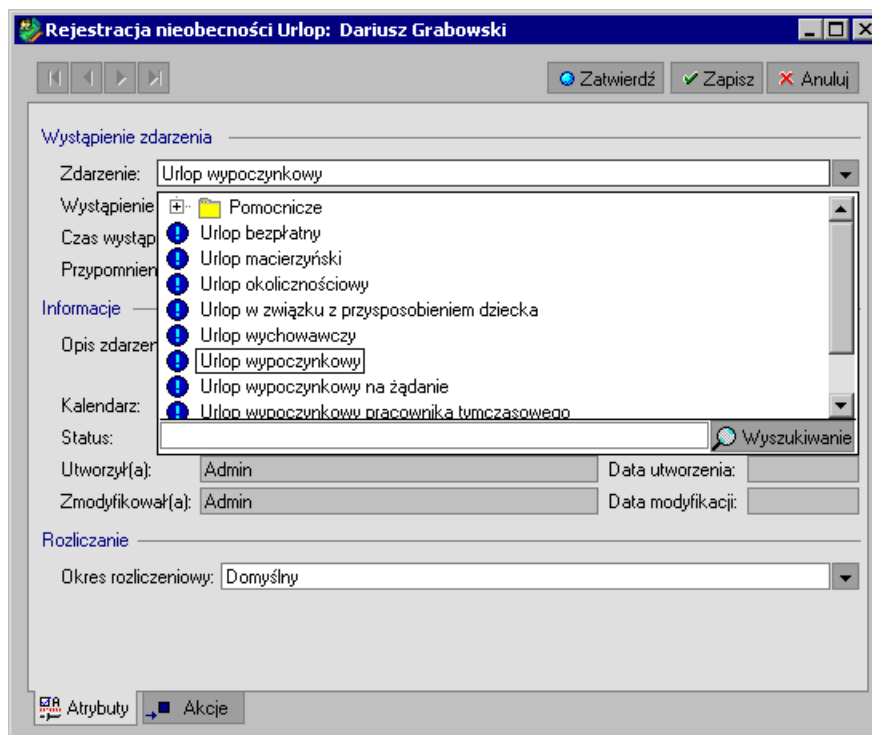 Rejestracja nieobecności Urlop: Dariusz Grabowski
Zatwierdź Zapisz Anuluj
Wystąpienie zdarzenia
Zdarzenie: Urlop wypoczynkowy
Wystąpienie
Pomocnicze
Urlop bezpłatny
Czas wystąp
Urlop macierzyński
Przypomnien
Urlop okolicznościowy
Informacje
Urlop w związku z przysposobieniem dziecka
Urlop wychowawczy
Opis zdarzer
Urlop wypoczynkowy
Urlop wypoczynkowy na żądanie
Kalendarz:
Urlop wypoczynkowy pracownika tymczasowego
Status:
Wyszukiwanie
Utworzył(a): Admin Data utworzenia:
Zmodyfikował(a): Admin Data modyfikacji:
Rozliczanie
Okres rozliczeniowy: Domyślny
Atrybuty Akcje